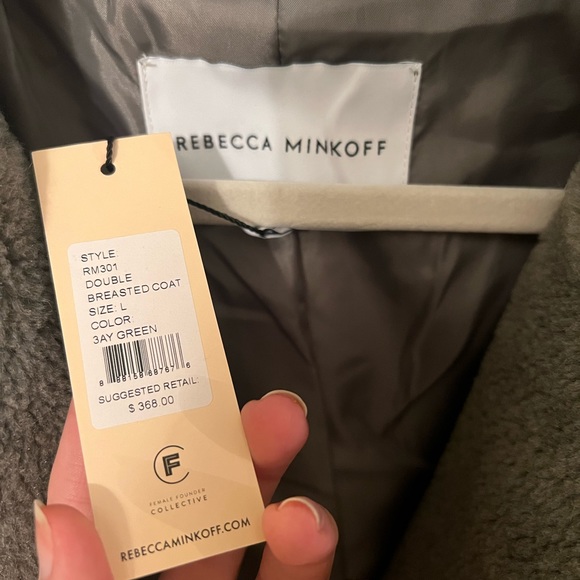 REBECCA MINKOFF
STYLE
RM301
DOUBLE
BREASTED COAT
SIZE: L
COLOR:
3AY GREEN
SUGGESTED RETAIL:
$ 368.00
F
FEMALE FOUNDER
COLLECTIVE
REBECCAMINKOFF.COM